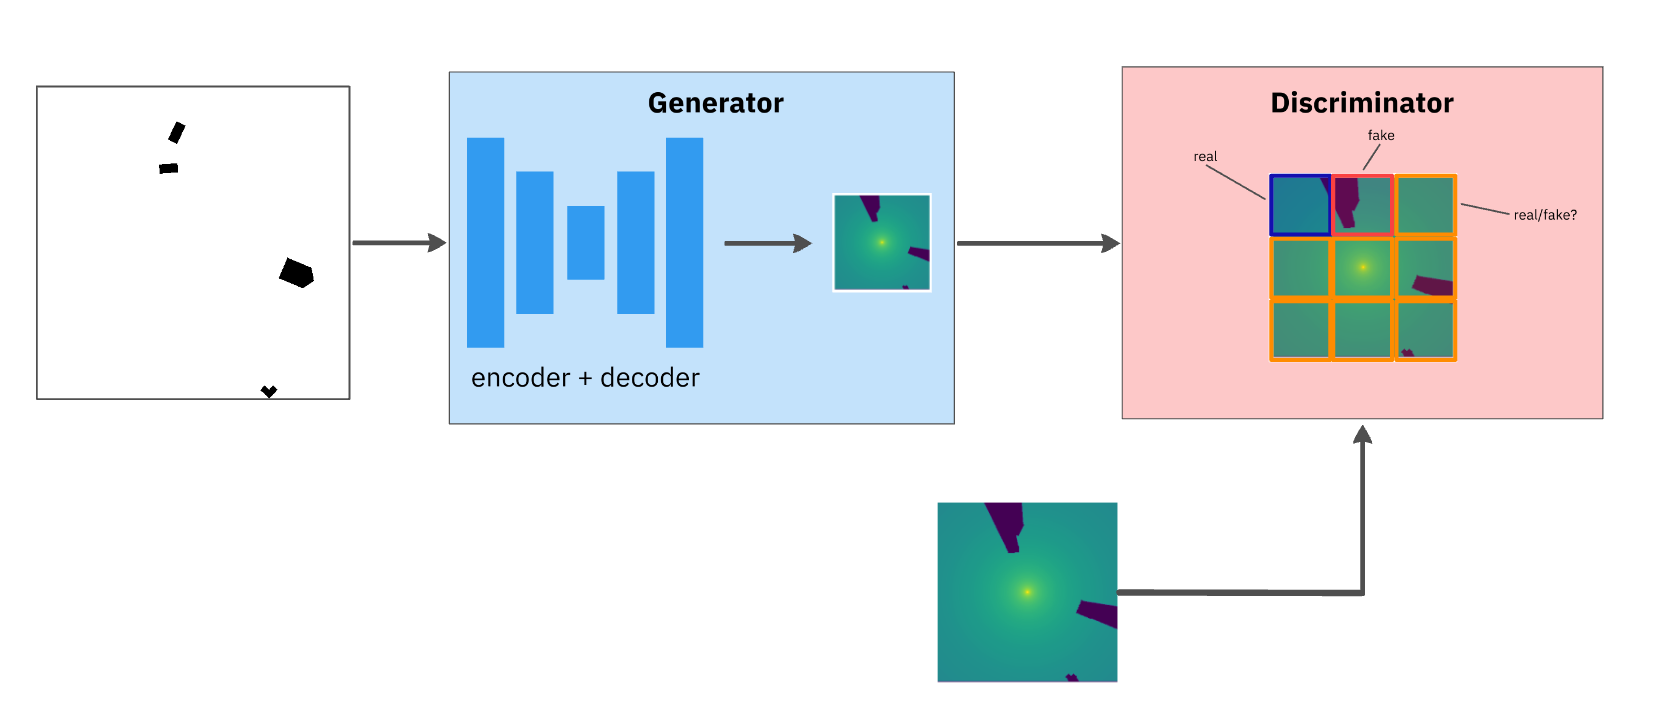 Generator
encoder + decoder
Discriminator
fake
real
real/fake?